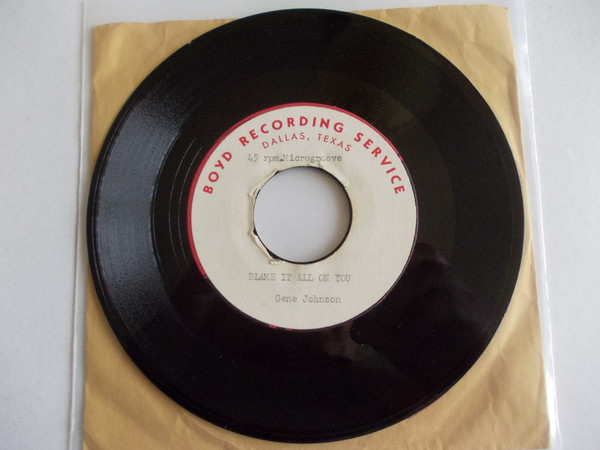 BOYD RECORDING SERVICE
DALLAS, TEXAS
45 rpm Microgroove
BLAME IT ALL ON YOU
Gene Johnson